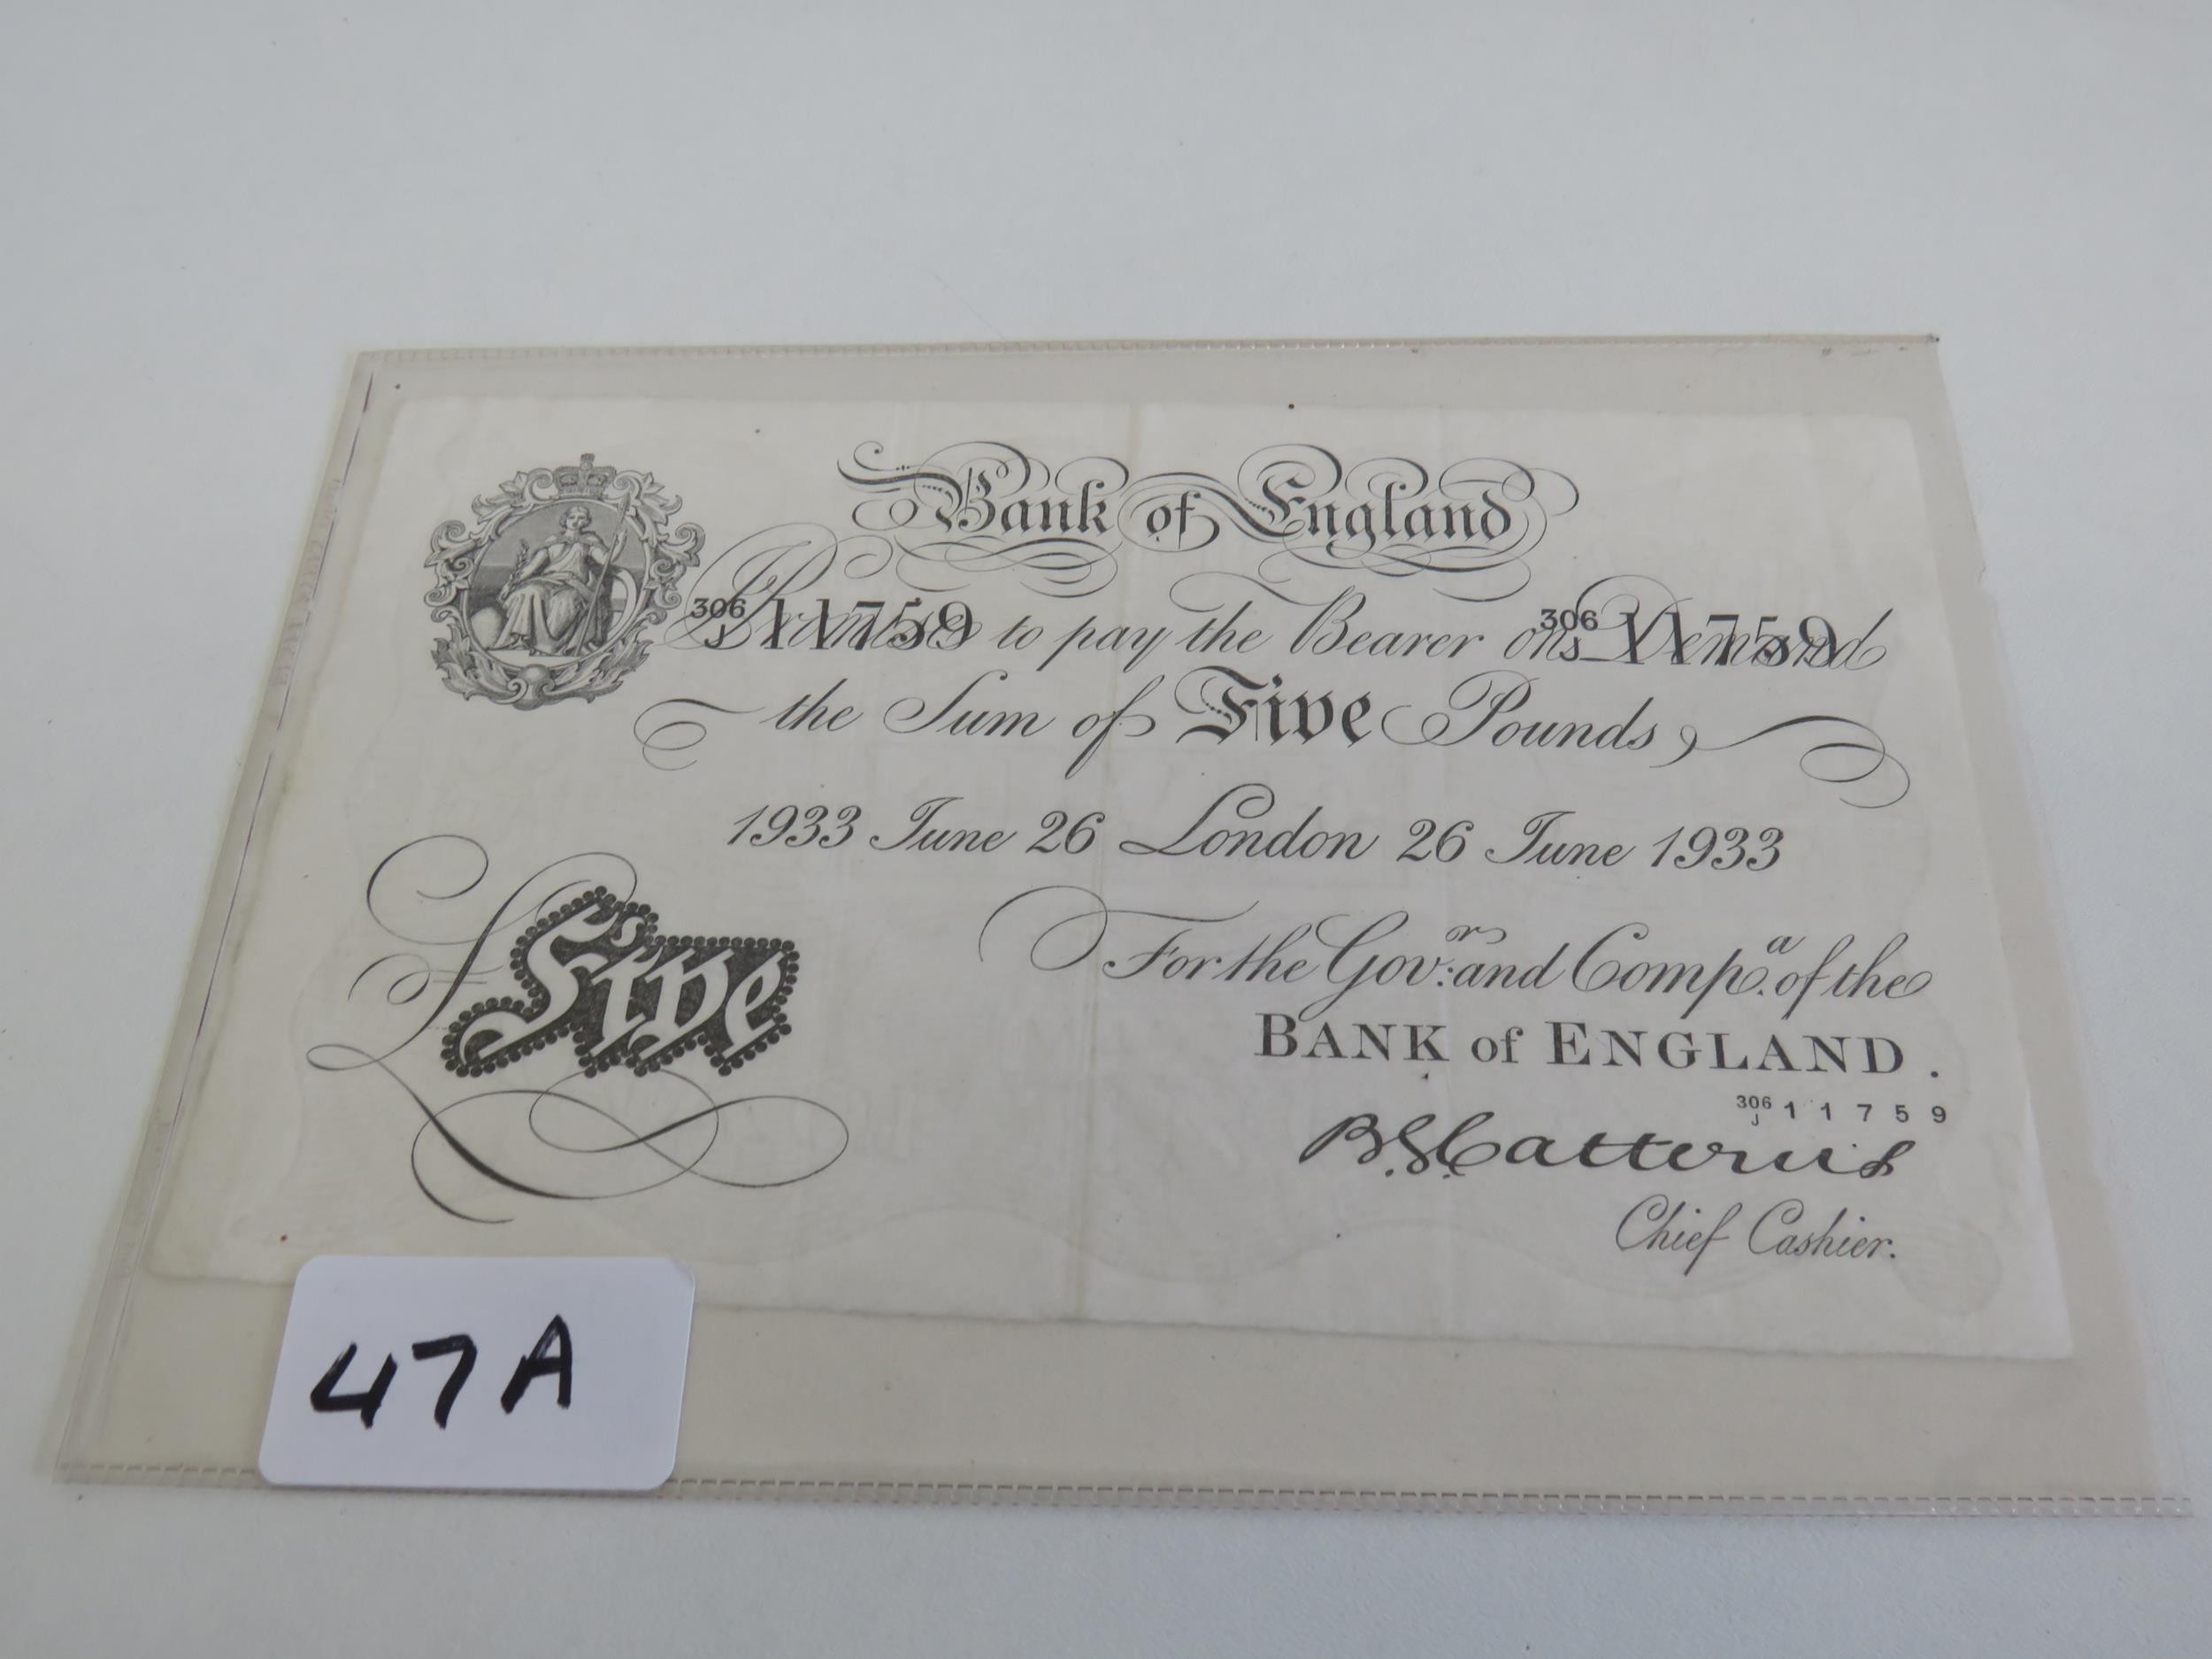 Bank of England
306 J 11759 306 J 11759
Promise to pay the Bearer on Demand
the Sum of Five Pounds,
1933 June 26 London 26 June 1933
£ Five
For the Govr: and Compa. of the
BANK of ENGLAND.
306 J 11759
B.G. Catterns
Chief Cashier.
47A